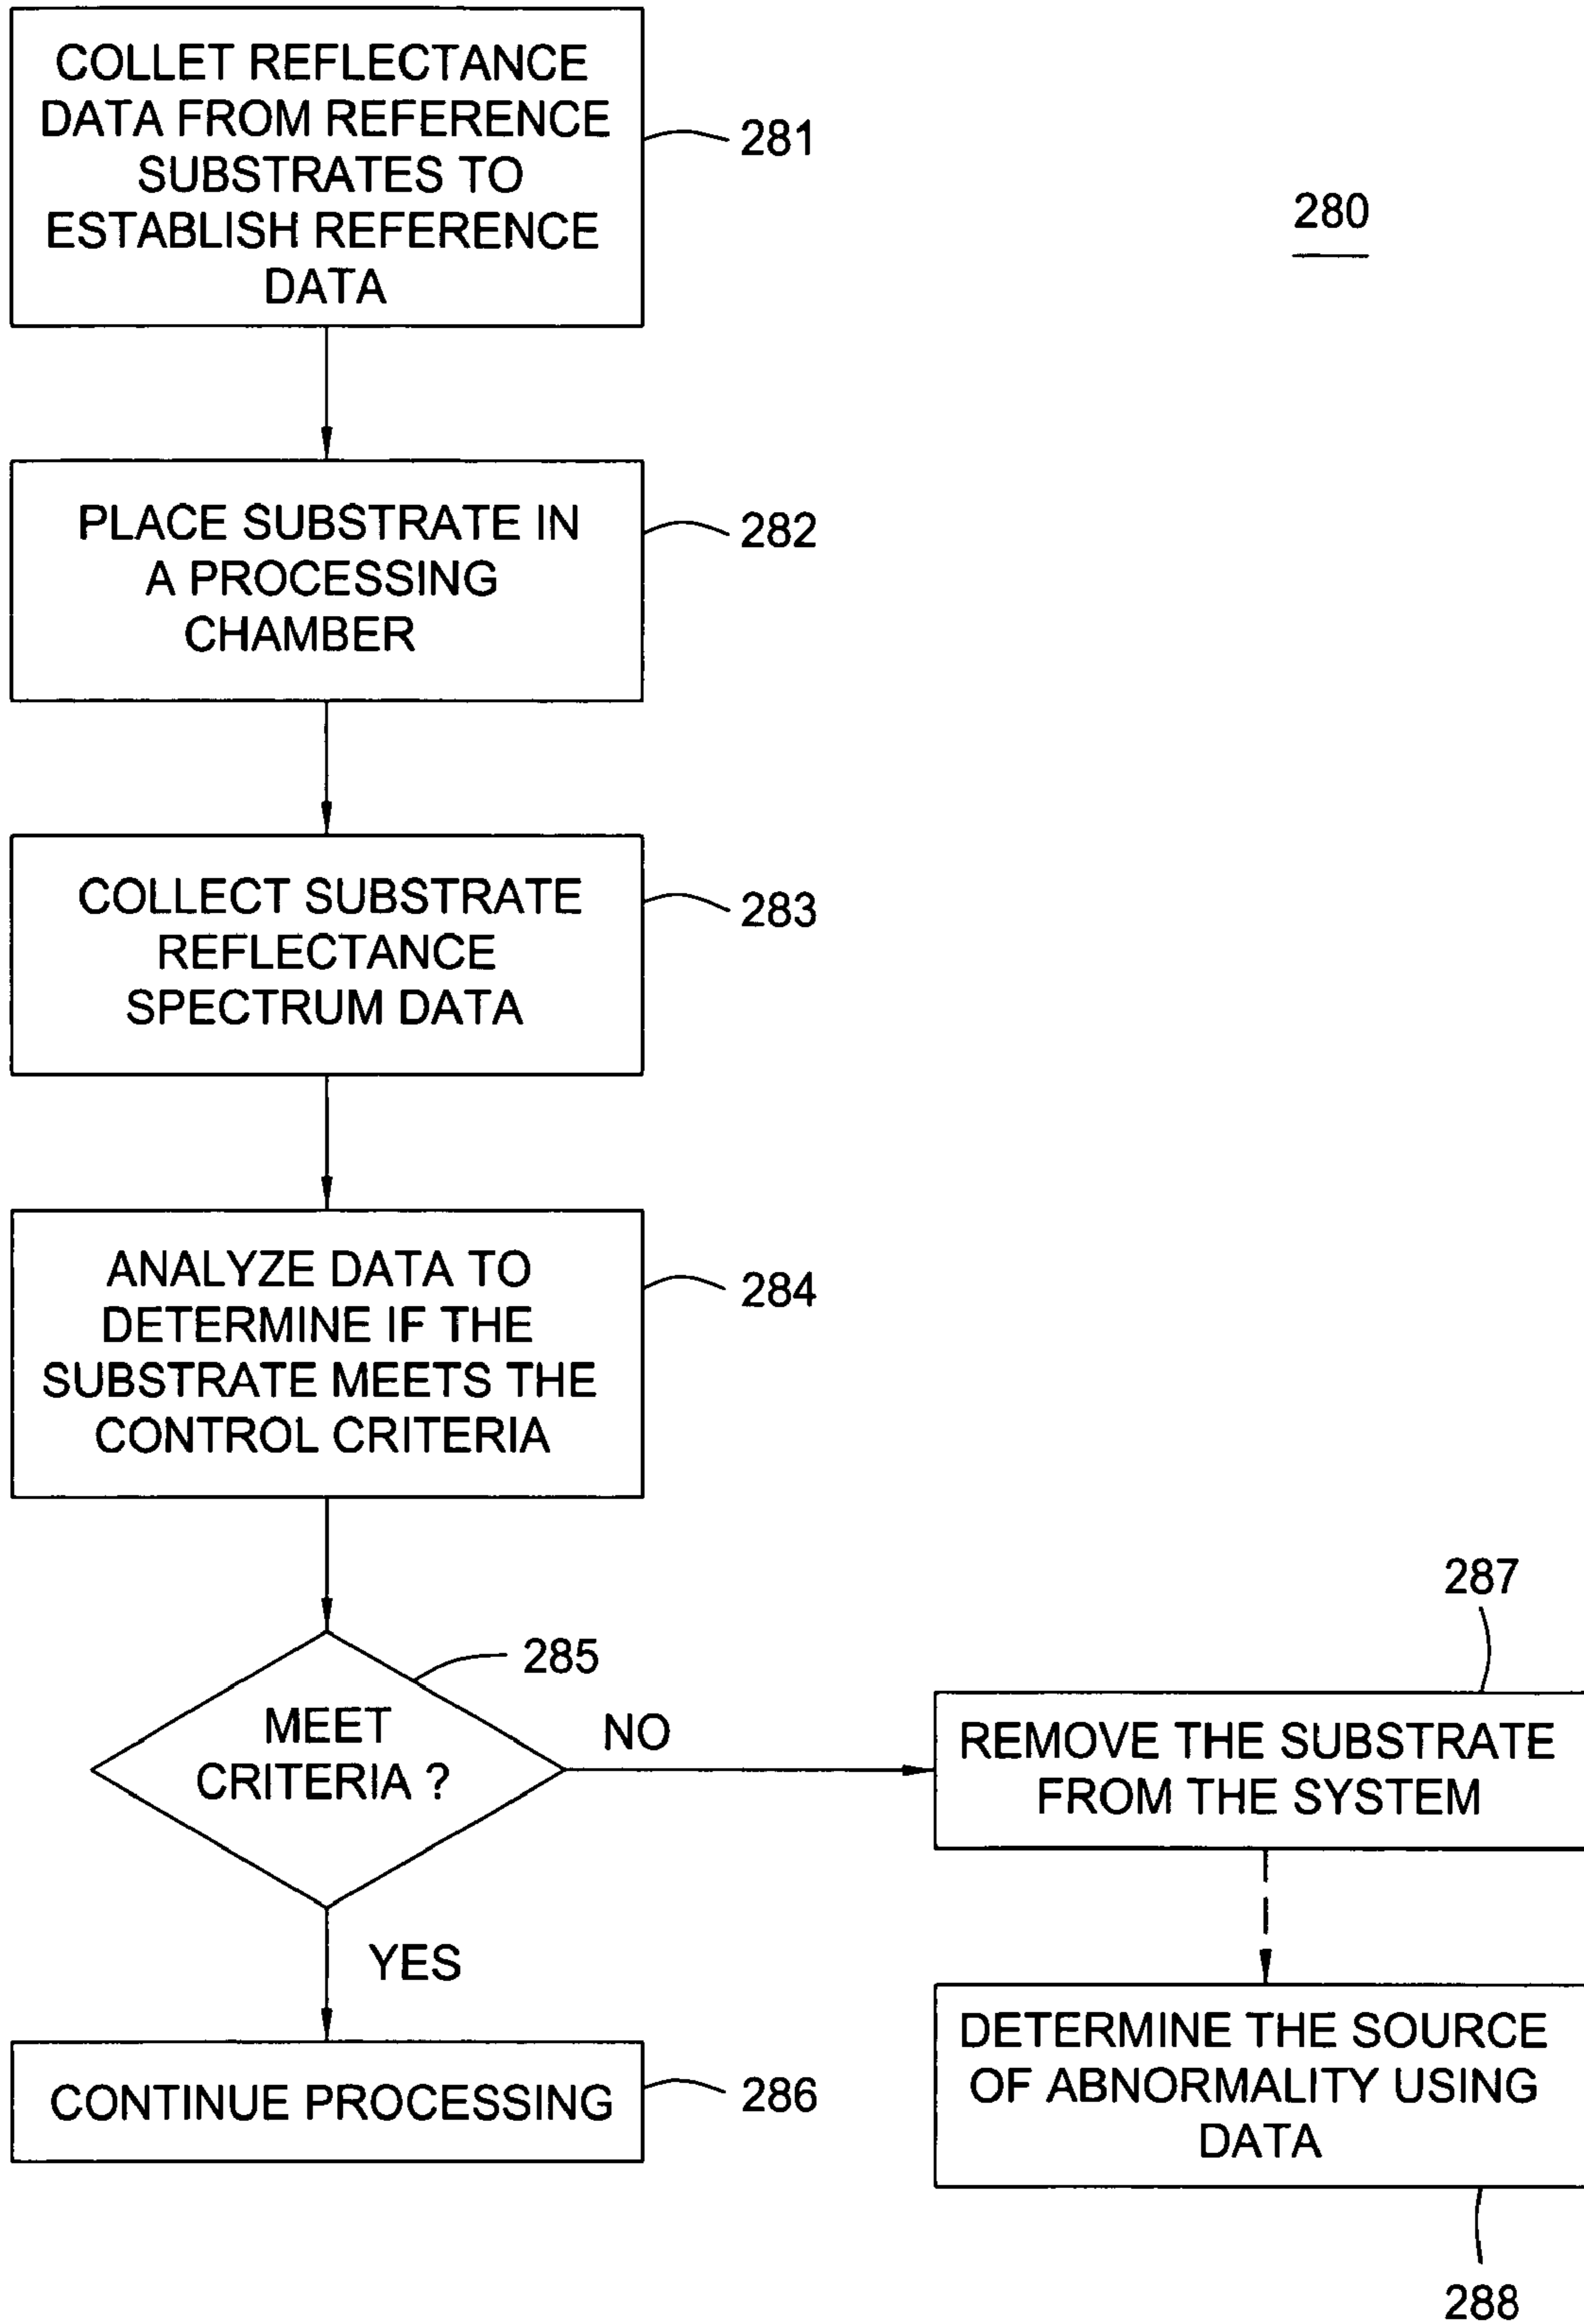 COLLET REFLECTANCE
DATA FROM REFERENCE
SUBSTRATES TO
ESTABLISH REFERENCE
DATA
281
280
PLACE SUBSTRATE IN
A PROCESSING
CHAMBER
282
COLLECT SUBSTRATE
REFLECTANCE
SPECTRUM DATA
283
ANALYZE DATA TO
DETERMINE IF THE
SUBSTRATE MEETS THE
CONTROL CRITERIA
284
MEET
CRITERIA ?
285
NO
287
REMOVE THE SUBSTRATE
FROM THE SYSTEM
YES
CONTINUE PROCESSING
286
DETERMINE THE SOURCE
OF ABNORMALITY USING
DATA
288